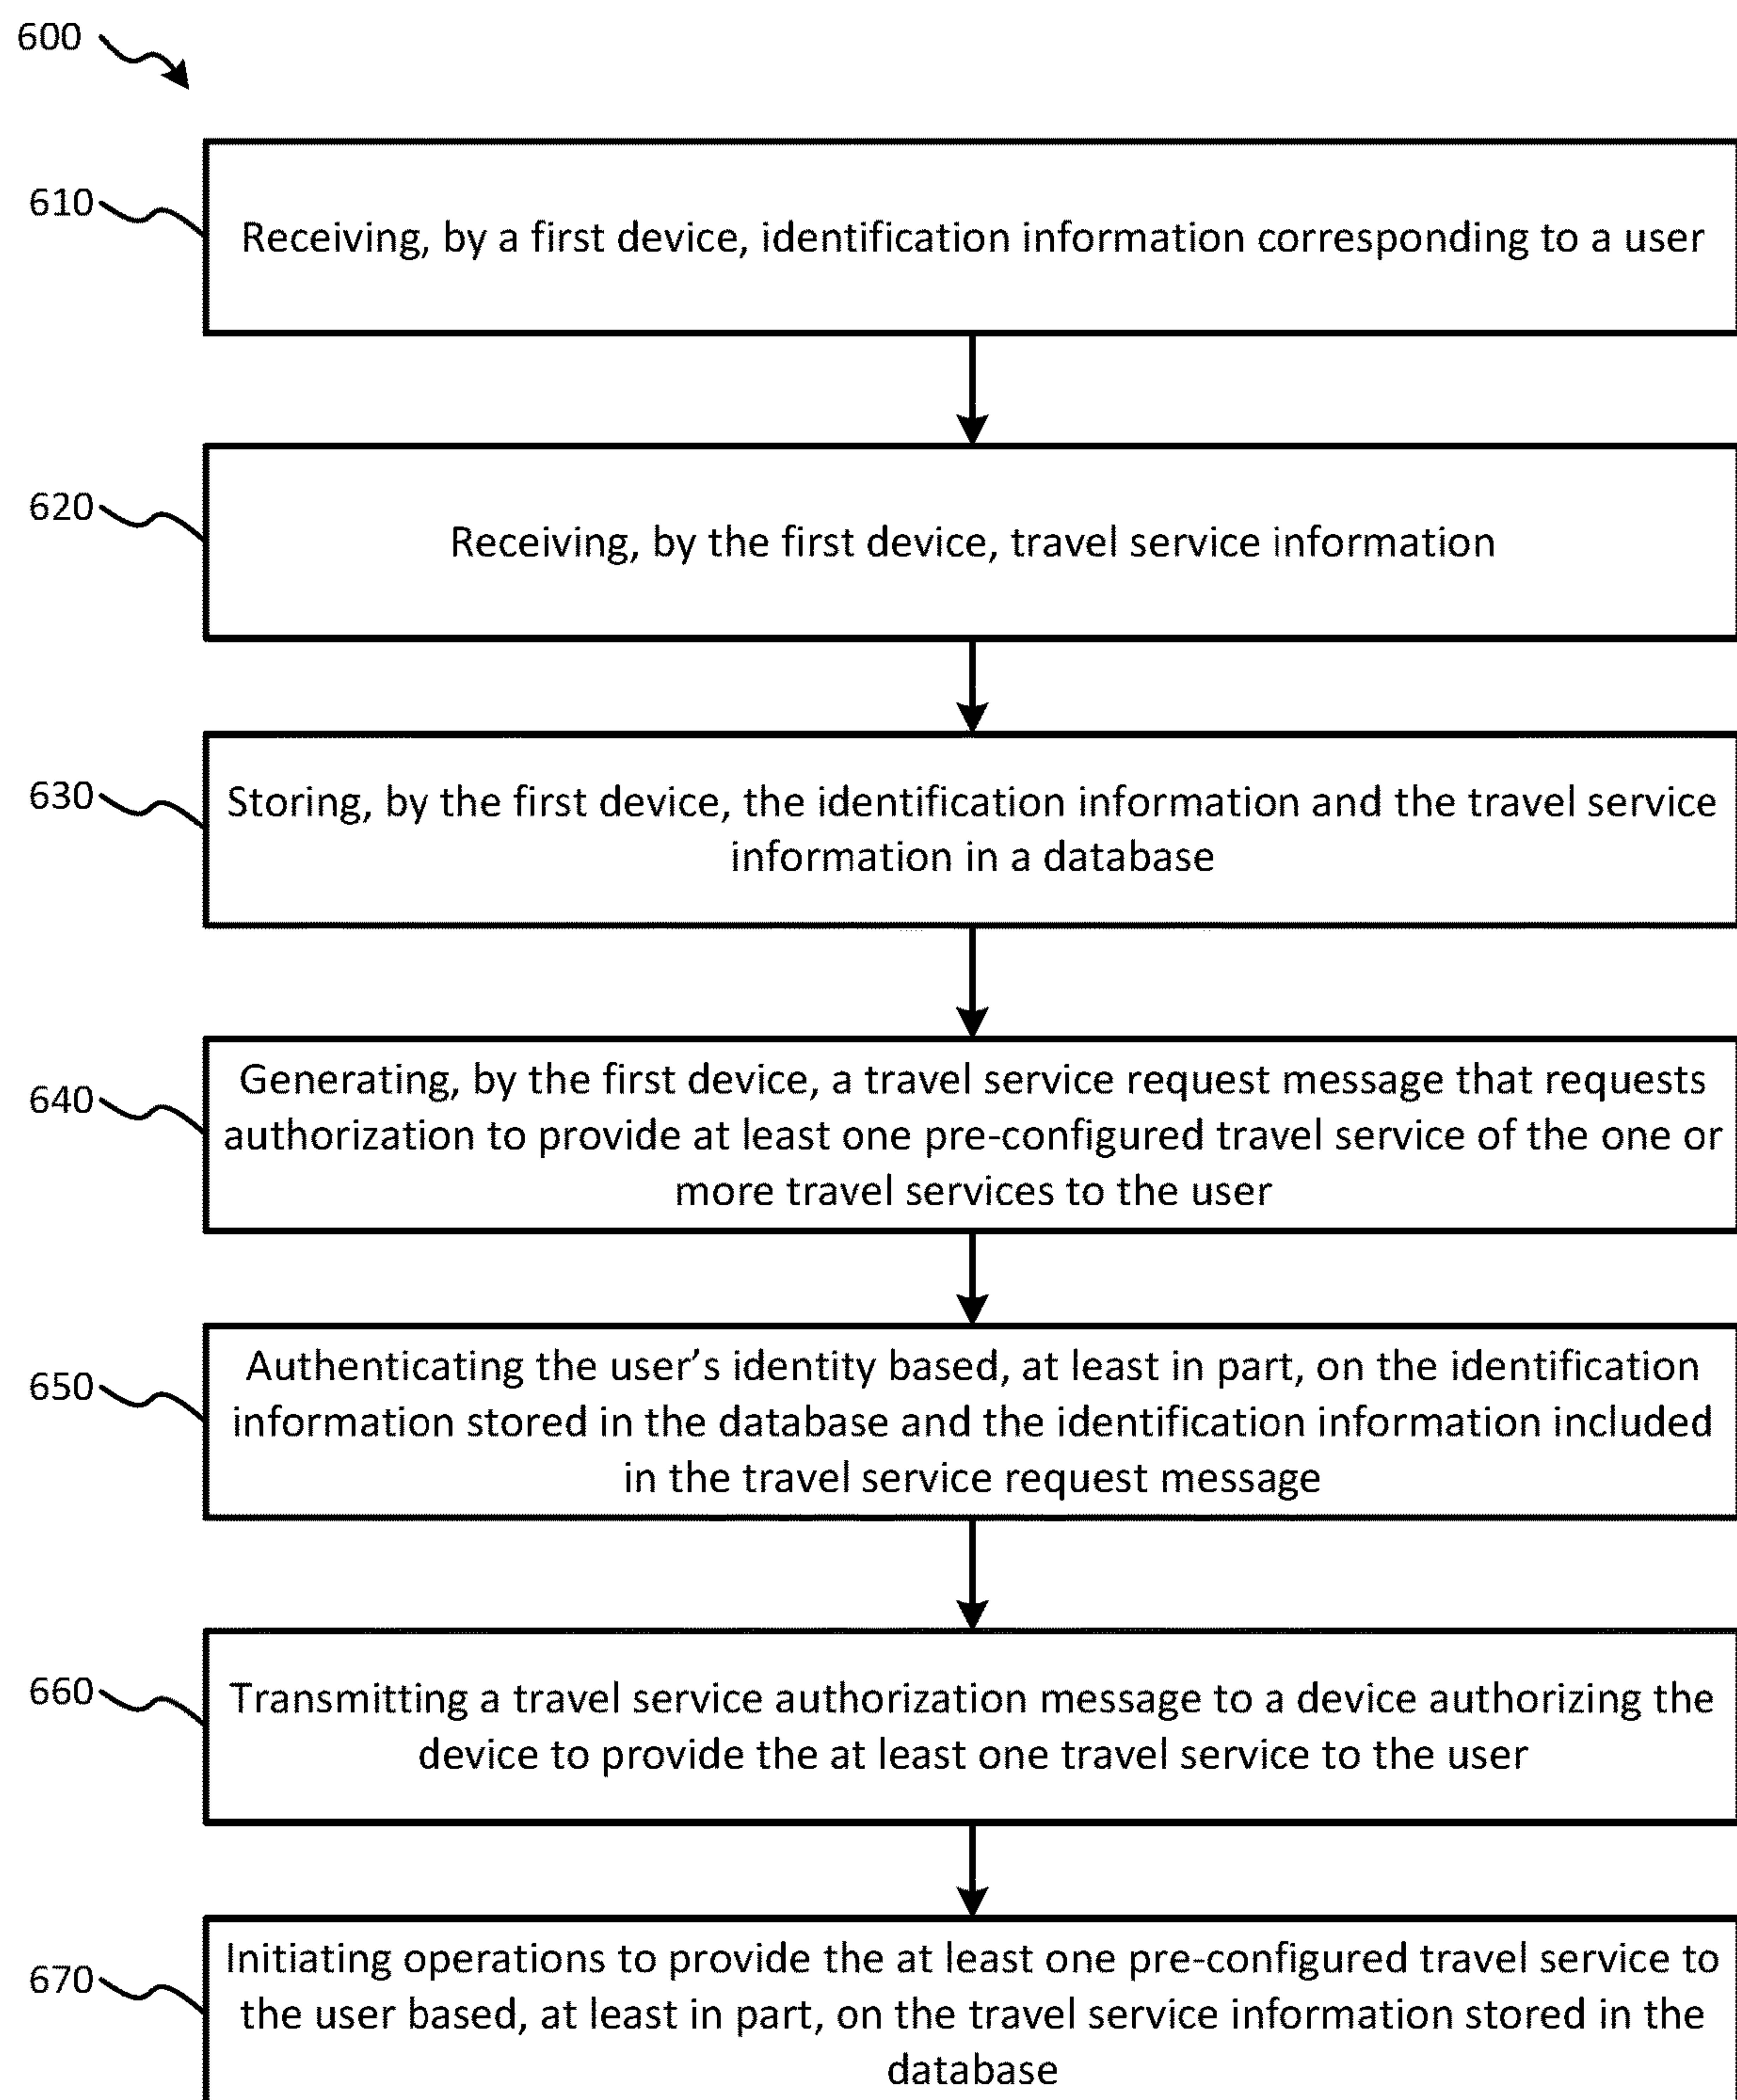 600
610
Receiving, by a first device, identification information corresponding to a user
620
Receiving, by the first device, travel service information
630
Storing, by the first device, the identification information and the travel service
information in a database
640
Generating, by the first device, a travel service request message that requests
authorization to provide at least one pre-configured travel service of the one or
more travel services to the user
650
Authenticating the user's identity based, at least in part, on the identification
information stored in the database and the identification information included
in the travel service request message
660
Transmitting a travel service authorization message to a device authorizing the
device to provide the at least one travel service to the user
670
Initiating operations to provide the at least one pre-configured travel service to
the user based, at least in part, on the travel service information stored in the
database